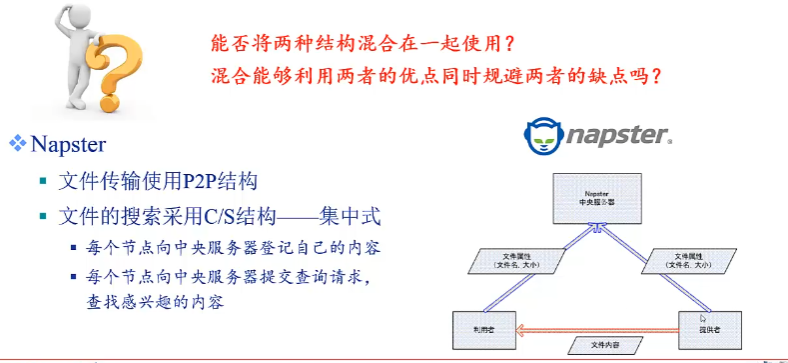 能否将两种结构混合在一起使用？
混合能够利用两者的优点同时规避两者的缺点吗？
Napster
文件传输使用P2P结构
文件的搜索采用C/S结构——集中式
每个节点向中央服务器登记自己的内容
每个节点向中央服务器提交查询请求，
查找感兴趣的内容
napster
Napster
中央服务器
文件属性
(文件名, 大小)
文件属性
(文件名, 大小)
利用者
提供者
文件内容